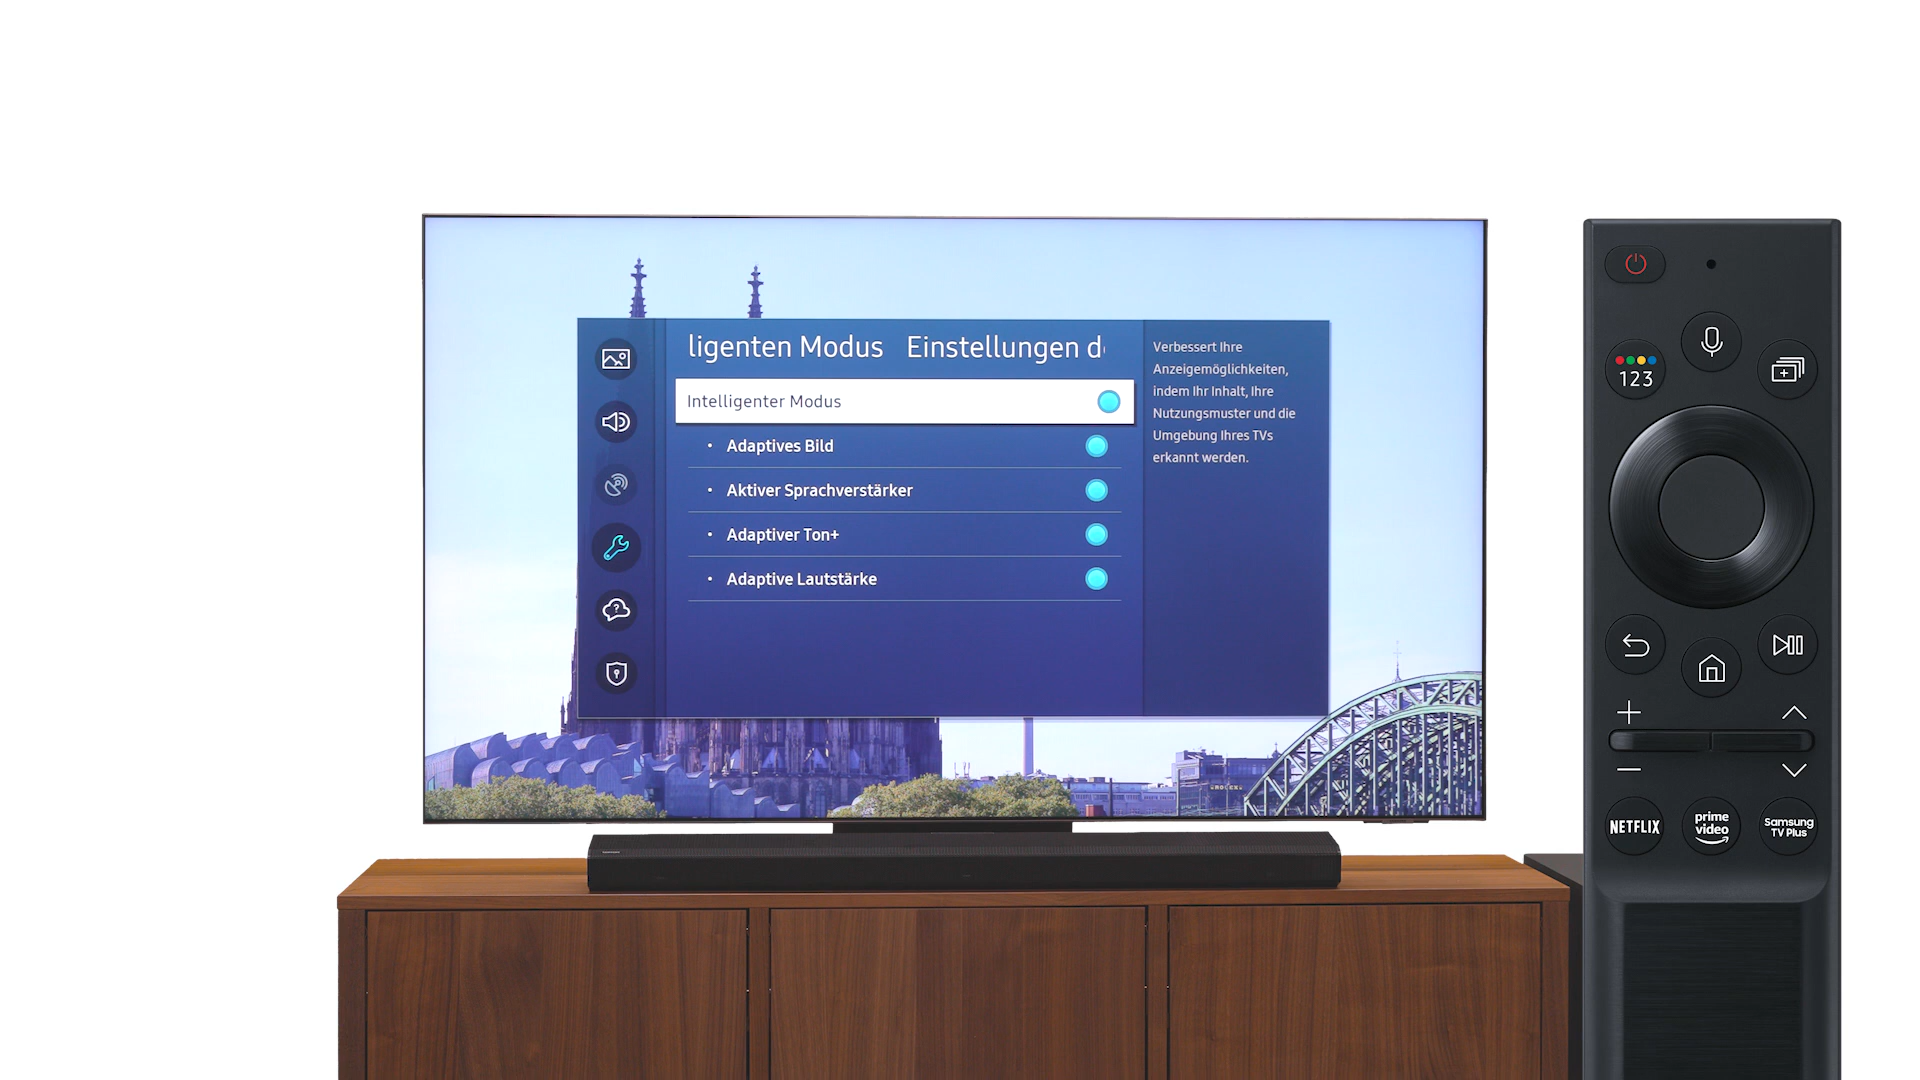 ligenten Modus Einstellungen d
Intelligenter Modus
• Adaptives Bild
• Aktiver Sprachverstärker
• Adaptiver Ton+
• Adaptive Lautstärke
Verbessert Ihre
Anzeigemöglichkeiten,
indem Ihr Inhalt, Ihre
Nutzungsmuster und die
Umgebung Ihres TVs
erkannt werden.
ROLEX
123
NETFLIX
prime
video
Samsung
TV Plus